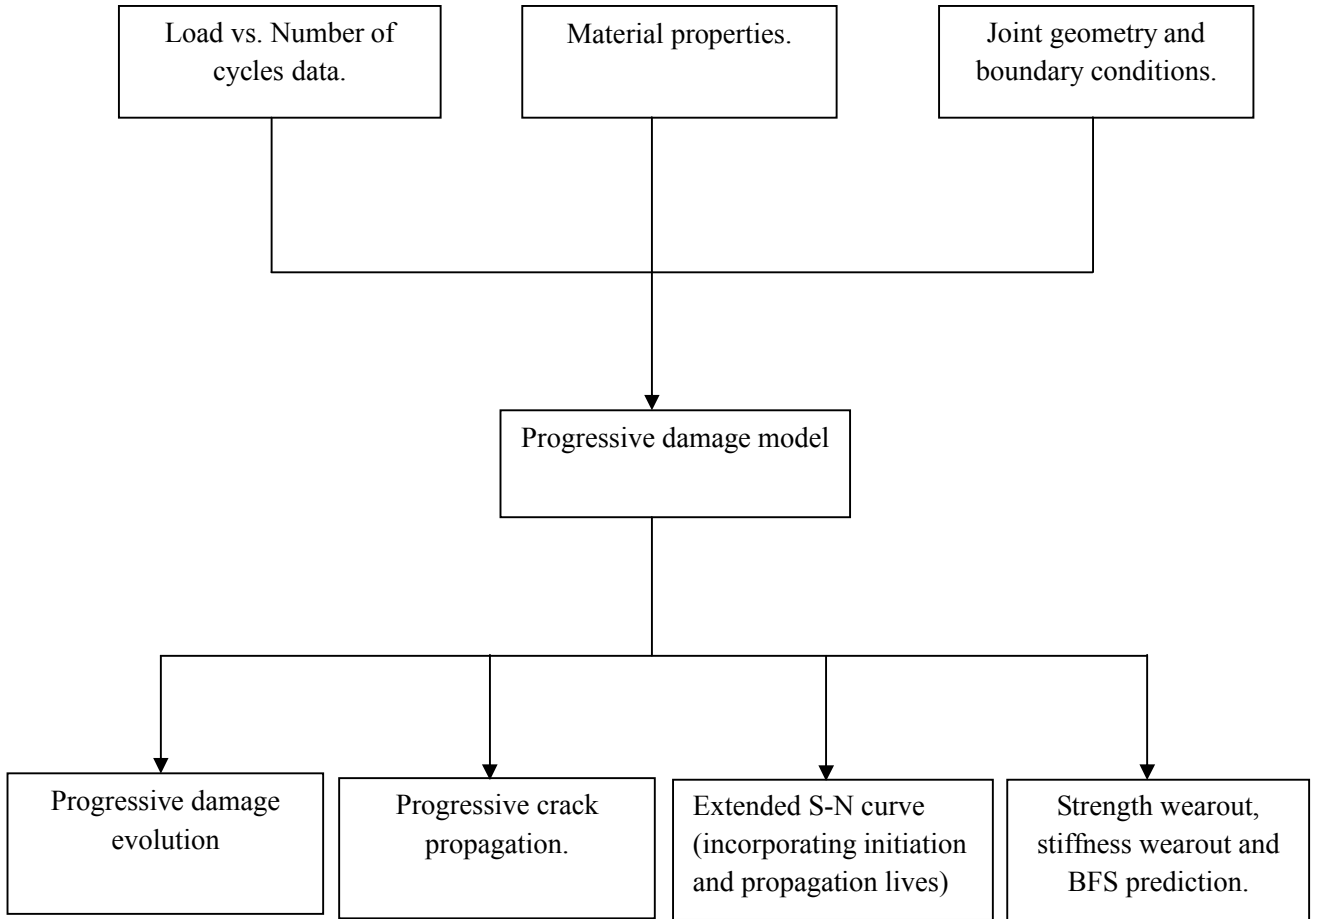 Load vs. Number of
cycles data.
Material properties.
Joint geometry and
boundary conditions.
Progressive damage model
Progressive damage
evolution
Progressive crack
propagation.
Extended S-N curve
(incorporating initiation
and propagation lives)
Strength wearout,
stiffness wearout and
BFS prediction.